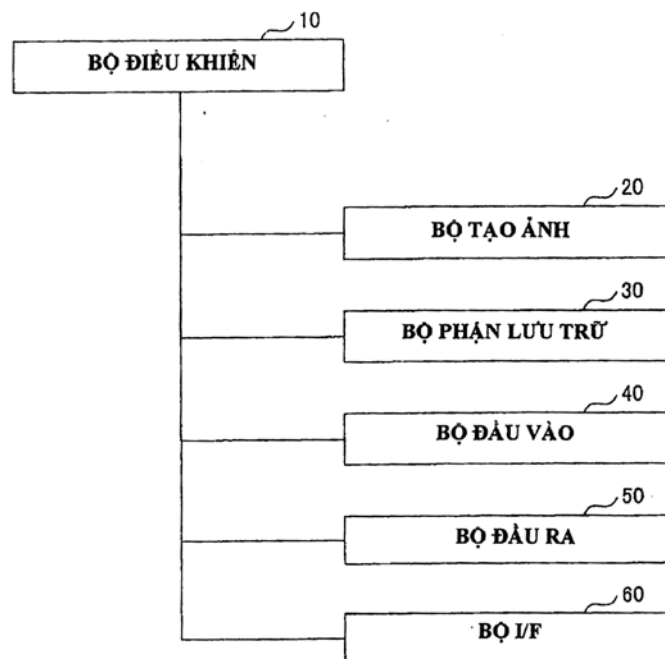 10
BỘ ĐIỀU KHIỂN
20
BỘ TẠO ẢNH
30
BỘ PHẬN LƯU TRỮ
40
BỘ ĐẦU VÀO
50
BỘ ĐẦU RA
60
BỘ I/F